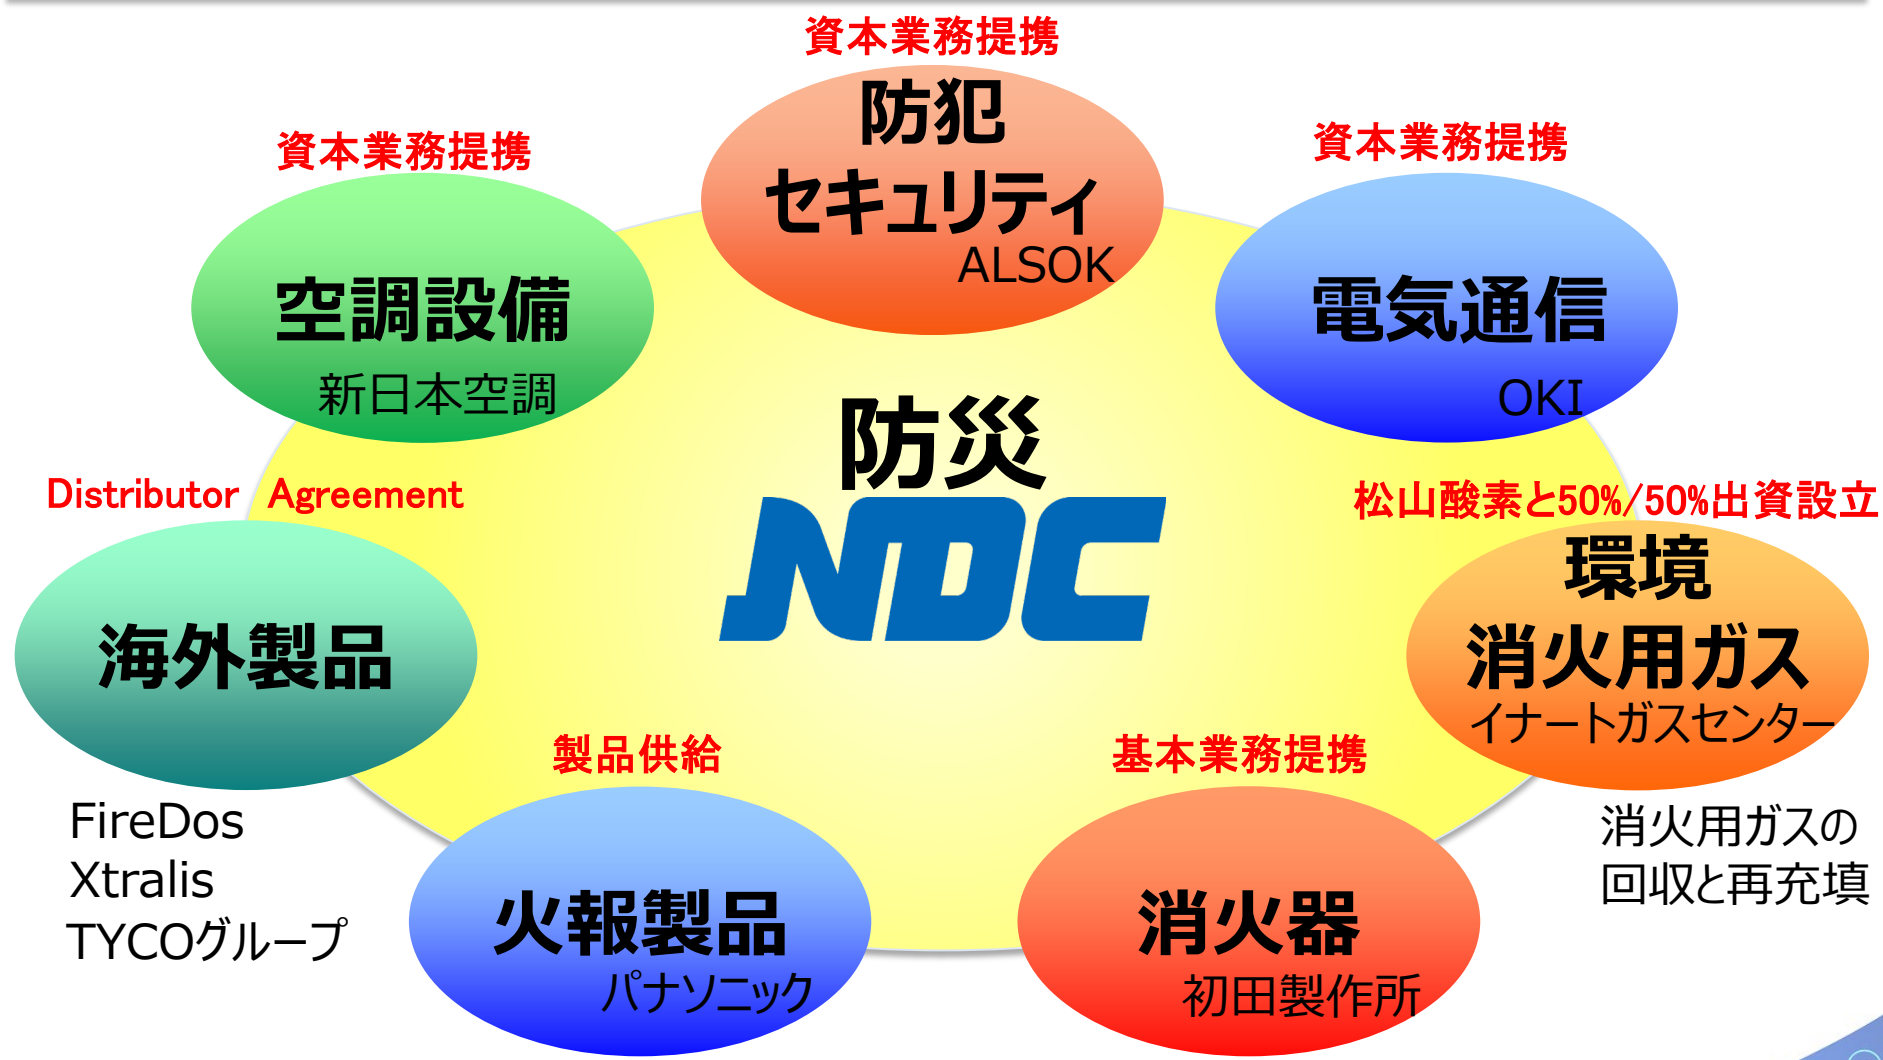 資本業務提携
防犯
セキュリティ
ALSOK
資本業務提携
空調設備
新日本空調
資本業務提携
電気通信
OKI
防災
NDC
Distributor Agreement
海外製品
FireDos
Xtralis
TYCOグループ
松山酸素と50%/50%出資設立
環境
消火用ガス
イナートガスセンター
消火用ガスの
回収と再充填
製品供給
火報製品
パナソニック
基本業務提携
消火器
初田製作所